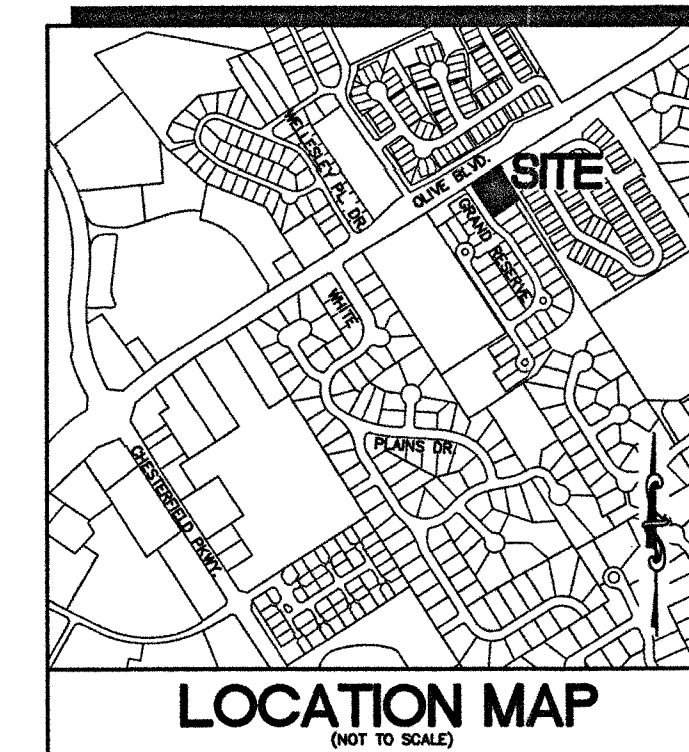 WELLESLEY PL. DR.
OLIVE BLVD.
SITE
GRAND RESERVE
WHITE
PLAINS DR.
CHESTERFIELD PKWY.
LOCATION MAP
(NOT TO SCALE)